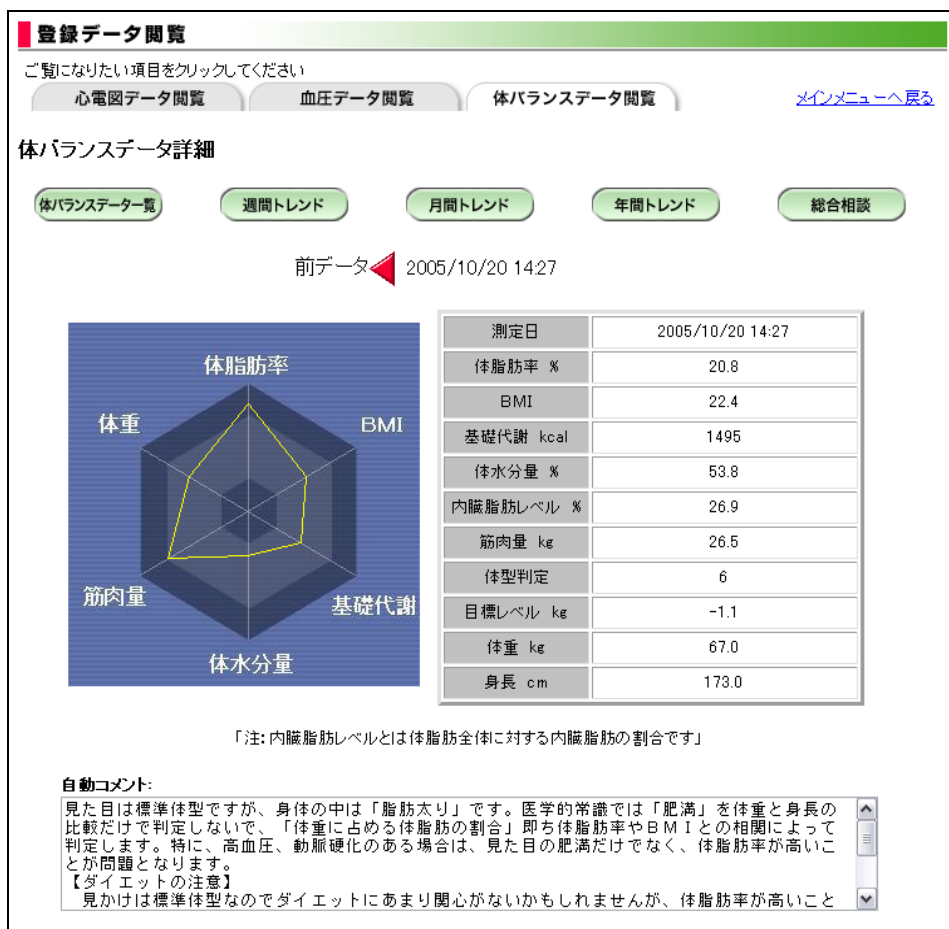 登録データ閲覧
ご覧になりたい項目をクリックしてください
心電図データ閲覧 血圧データ閲覧 体バランスデータ閲覧 メインメニューへ戻る
体バランスデータ詳細
体バランスデーター覧 週間トレンド 月間トレンド 年間トレンド 総合相談
前データ 2005/10/20 14:27
体脂肪率
BMI
基礎代謝
体水分量
筋肉量
体重
測定日 2005/10/20 14:27
体脂肪率 % 20.8
BMI 22.4
基礎代謝 kcal 1495
体水分量 % 53.8
内臓脂肪レベル % 26.9
筋肉量 kg 26.5
体型判定 6
目標レベル kg -1.1
体重 kg 67.0
身長 cm 173.0
「注:内臓脂肪レベルとは体脂肪全体に対する内臓脂肪の割合です」
自動コメント:
見た目は標準体型ですが、身体の中は「脂肪太り」です。医学的常識では「肥満」を体重と身長の
比較だけで判定しないで、「体重に占める体脂肪の割合」即ち体脂肪率やＢＭＩとの相関によって
判定します。特に、高血圧、動脈硬化のある場合は、見た目の肥満だけでなく、体脂肪率が高いこ
とが問題となります。
【ダイエットの注意】
見かけは標準体型なのでダイエットにあまり関心がないかもしれませんが、体脂肪率が高いこと